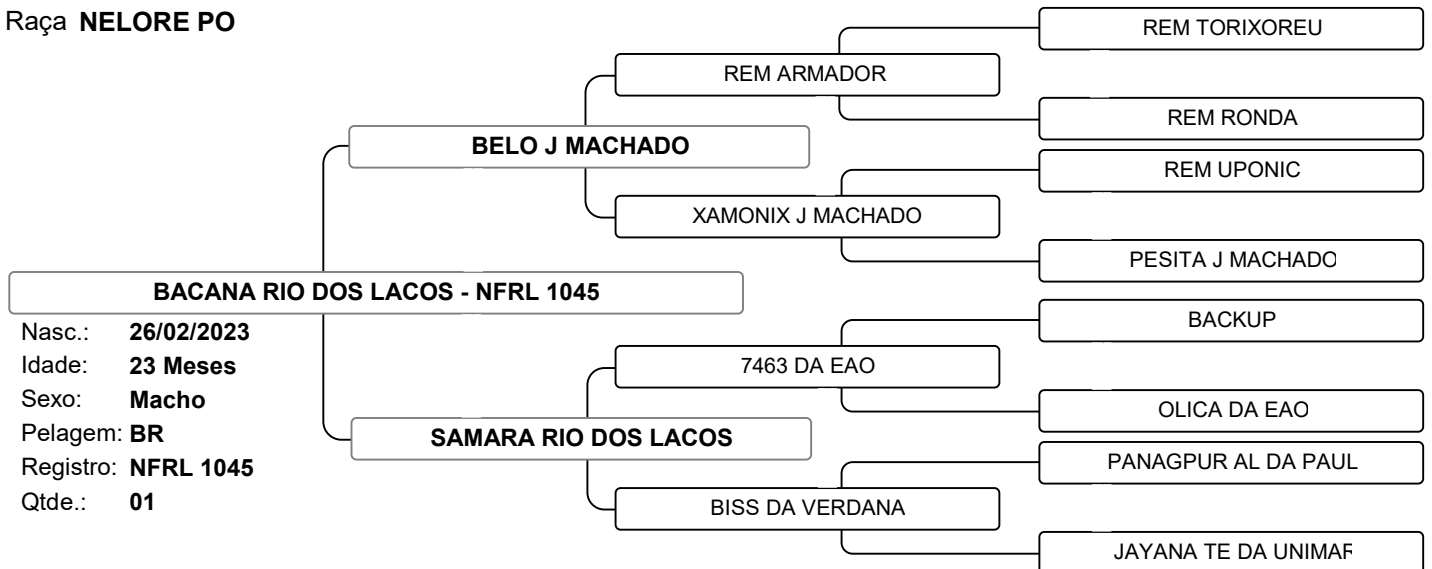 Raça NELORE PO
REM TORIXOREU
REM ARMADOR
REM RONDA
BELO J MACHADO
REM UPONIC
XAMONIX J MACHADO
PESITA J MACHADO
BACANA RIO DOS LACOS - NFRL 1045
BACKUP
Nasc.: 26/02/2023
Idade: 23 Meses
7463 DA EAO
Sexo: Macho
OLICA DA EAO
Pelagem: BR
SAMARA RIO DOS LACOS
Registro: NFRL 1045
PANAGPUR AL DA PAUL
Qtde.: 01
BISS DA VERDANA
JAYANA TE DA UNIMAR